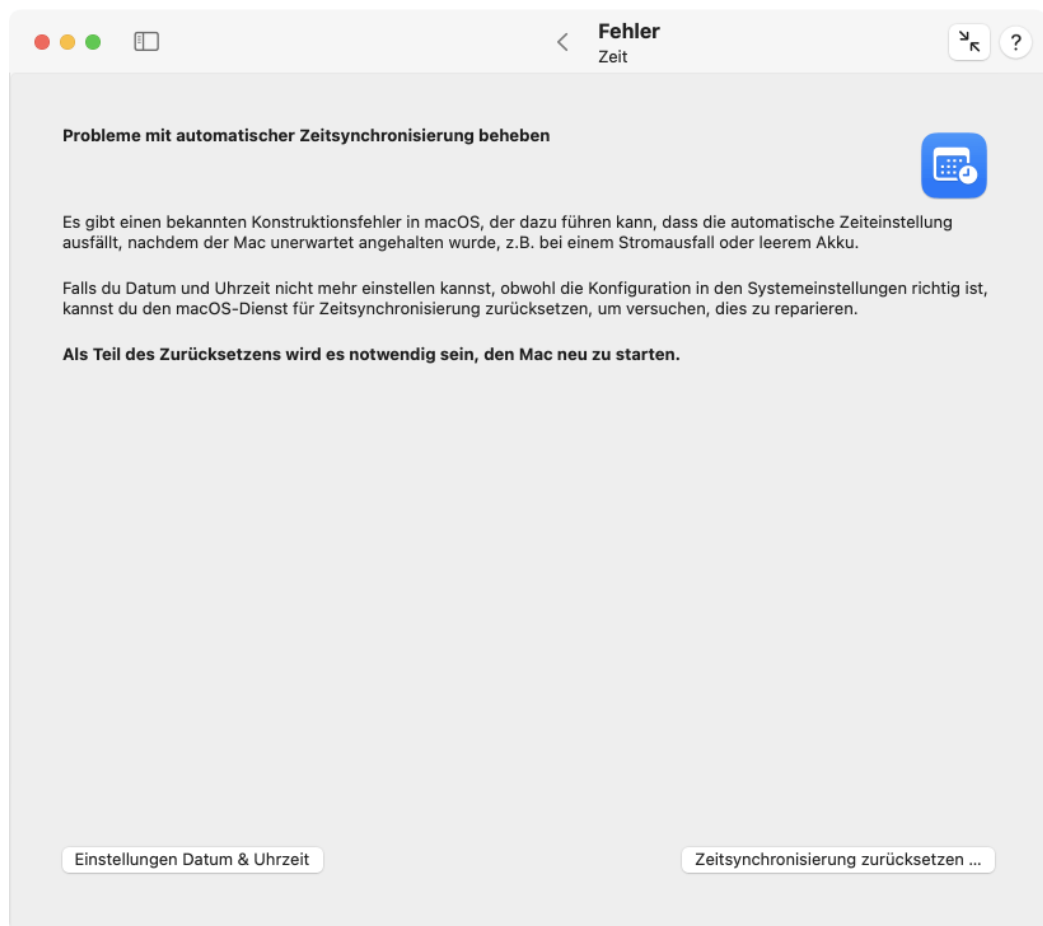 Fehler
Zeit
?
Probleme mit automatischer Zeitsynchronisierung beheben
Es gibt einen bekannten Konstruktionsfehler in macOS, der dazu führen kann, dass die automatische Zeiteinstellung
ausfällt, nachdem der Mac unerwartet angehalten wurde, z.B. bei einem Stromausfall oder leerem Akku.
Falls du Datum und Uhrzeit nicht mehr einstellen kannst, obwohl die Konfiguration in den Systemeinstellungen richtig ist,
kannst du den macOS-Dienst für Zeitsynchronisierung zurücksetzen, um versuchen, dies zu reparieren.
Als Teil des Zurücksetzens wird es notwendig sein, den Mac neu zu starten.
Einstellungen Datum & Uhrzeit
Zeitsynchronisierung zurücksetzen ...